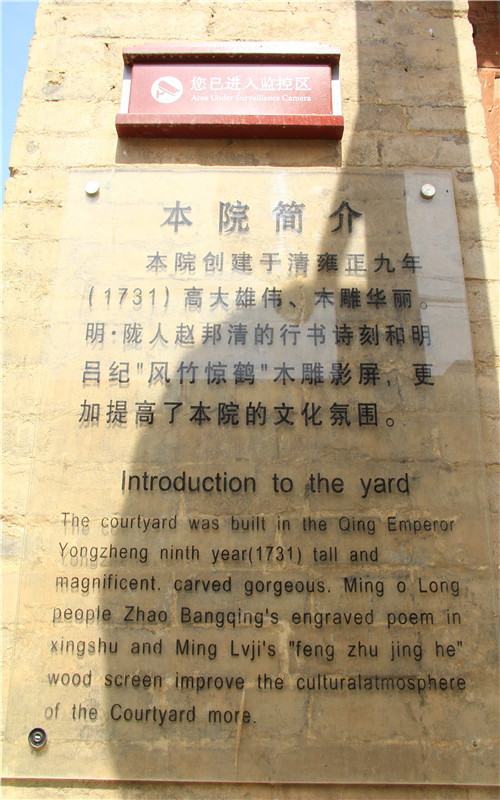 您已进入监控区
Area Under Surveillance Camera
本院简介
本院创建于清雍正九年
(1731)高大雄伟、木雕华丽。
明·陇人赵邦清的行书诗刻和明
吕纪"风竹惊鹤"木雕影屏，更
加提高了本院的文化氛围。
Introduction to the yard
The courtyard was built in the Qing Emperor
Yongzheng ninth year(1731) tall and
magnificent. carved gorgeous. Ming o Long
people Zhao Bangqing's engraved poem in
xingshu and Ming Lvji's "feng zhu jing he"
wood screen improve the culturalatmosphere
of the Courtyard more.